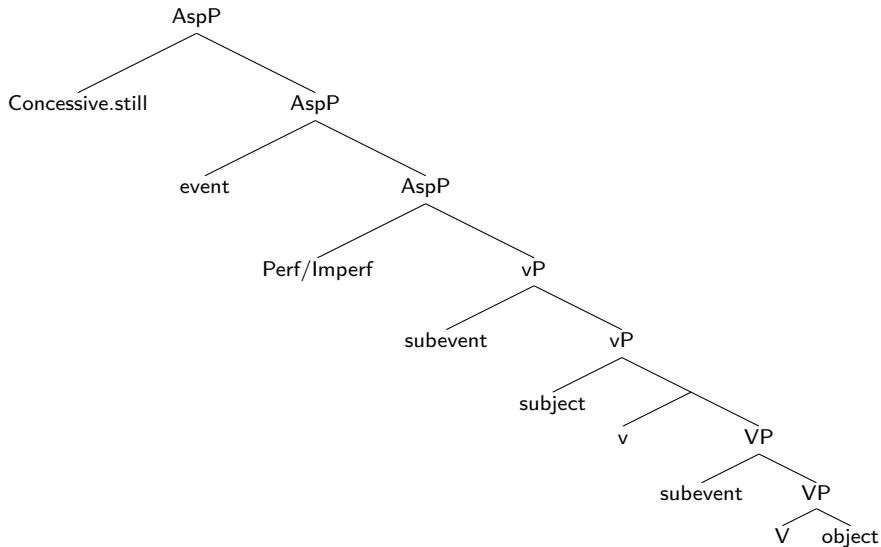 AspP
Concessive.still AspP
event AspP
Perf/Imperf vP
subevent vP
subject
v VP
subevent VP
V object